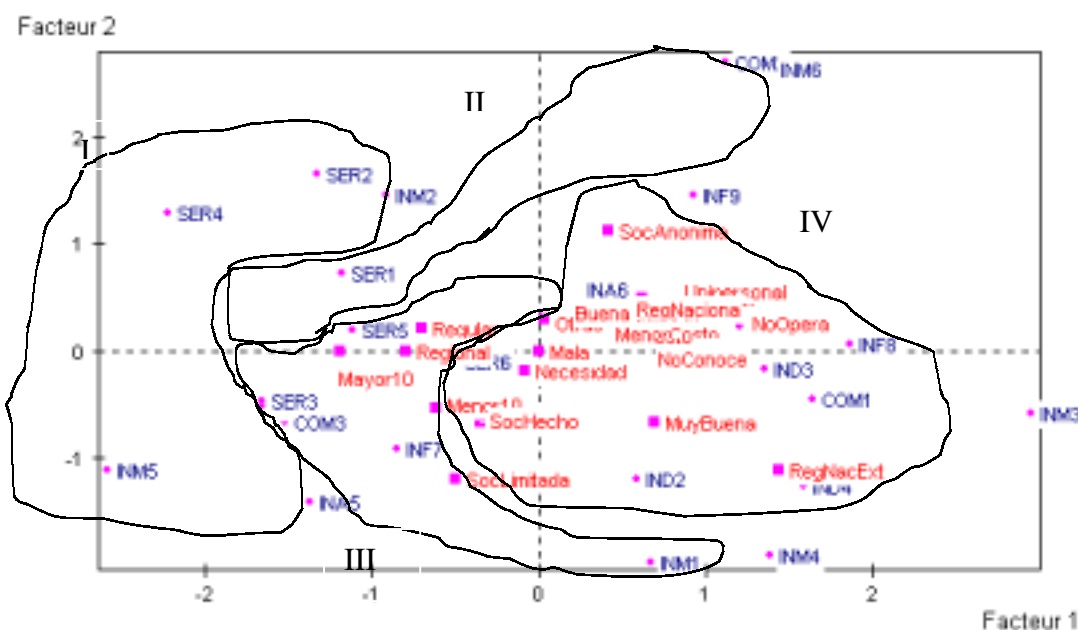 Facteur 2
COM INM6
II
2
I
SER2
INM2
INF9
SER4
IV
SocAnonima
1
SER1
INA6 Unipersonal
Buena RegNaciona
SER5 Regular NoOpera
MenosCosto
INF8
0 Regional Mala NoConoce
Necesidad IND3
Mayor10
SER3 COM1
Menor10 INM3
COM3 SocHecho MuyBuena
INF7
-1
INM5 RegNacExt
SocLimitada IND2
IND4
INA5
III
INM1 INM4
-2 -1 0 1 2
Facteur 1